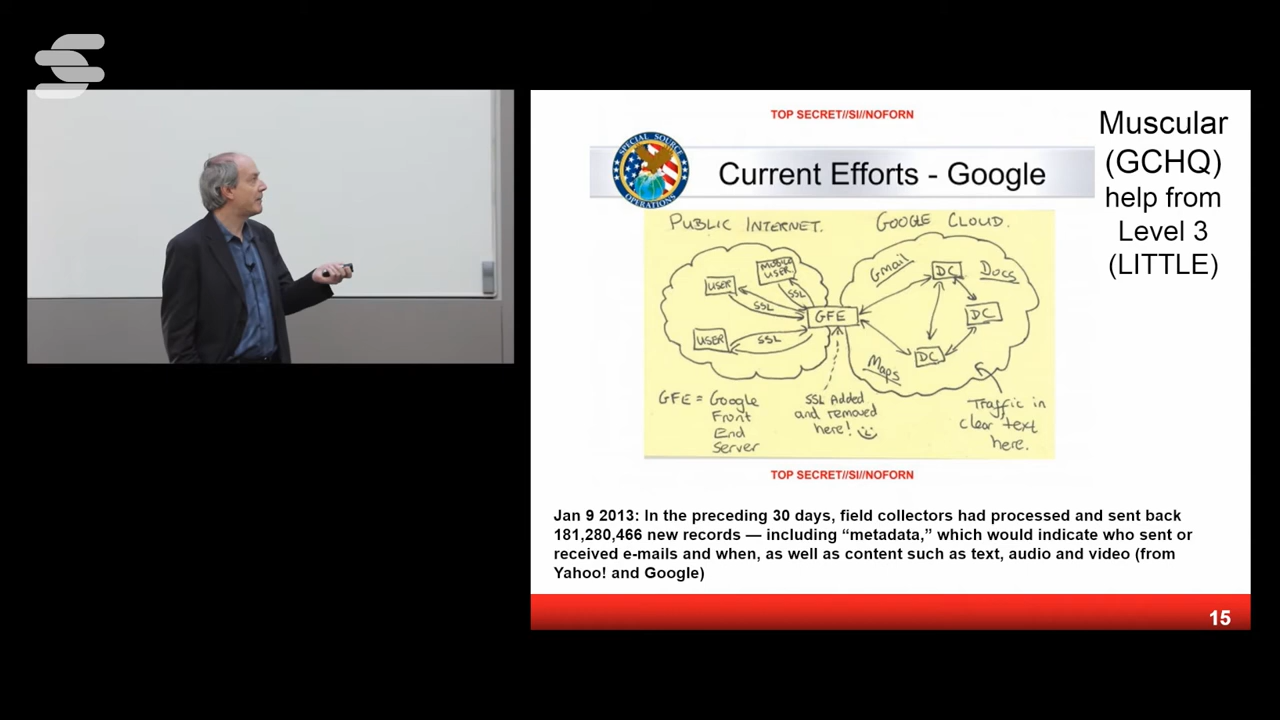 TOP SECRET//SI//NOFORN
SPECIAL SOURCE
OPERATIONS
Current Efforts - Google
PUBLIC INTERNET.
GOOGLE CLOUD.
MOBILE
USER
USER
SSL
SSL
GFE
USER
SSL
Gmail
DC
Docs
DC
DC
Maps
GFE = Google
Front
End
Server
SSL Added
and removed
here!
Traffic in
clear text
here.
TOP SECRET//SI//NOFORN
Muscular
(GCHQ)
help from
Level 3
(LITTLE)
Jan 9 2013: In the preceding 30 days, field collectors had processed and sent back
181,280,466 new records — including “metadata,” which would indicate who sent or
received e-mails and when, as well as content such as text, audio and video (from
Yahoo! and Google)
15